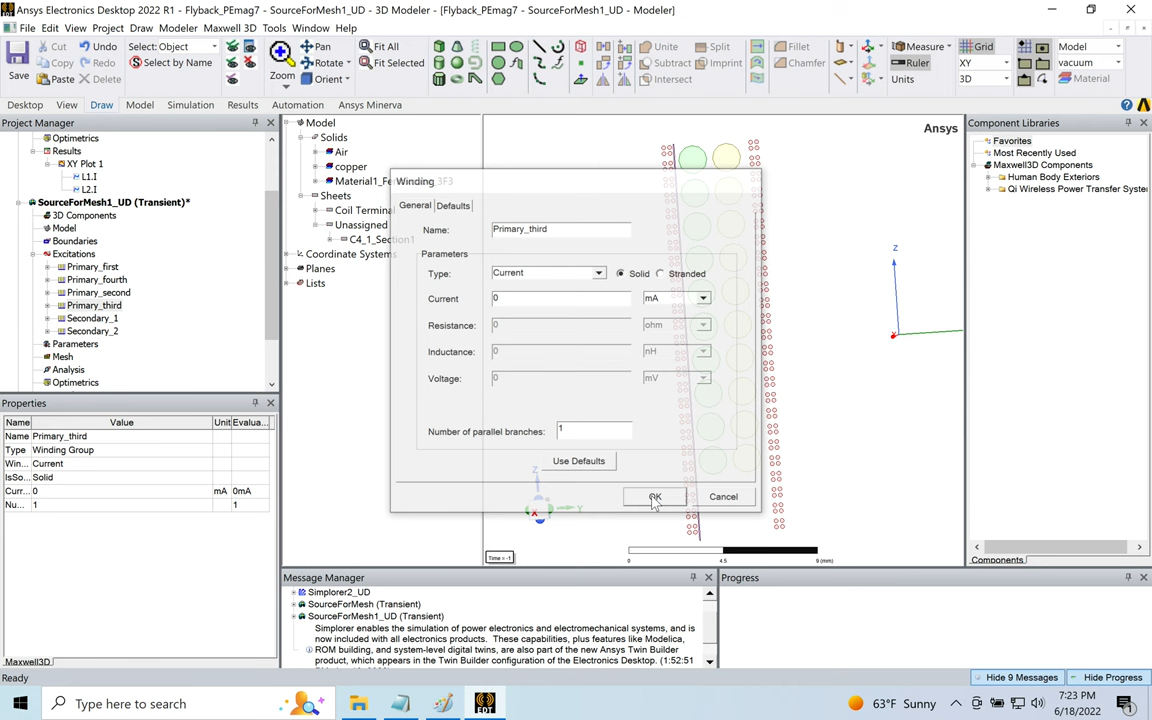 Ansys Electronics Desktop 2022 R1 - Flyback_PEmag7 - SourceForMesh1_UD - 3D Modeler - [Flyback_PEmag7 - SourceForMesh1_UD - Modeler]
File Edit View Project Draw Modeler Maxwell 3D Tools Window Help
Save
Cut Undo Select: Object
Copy Redo Select by Name
Paste Delete
Zoom
Pan Fit All
Rotate Fit Selected
Orient
Unite Split Fillet
Subtract Imprint Chamfer
Intersect
Measure Grid
Ruler XY
Units 3D
Model
vacuum
Material
Desktop View Draw Model Simulation Results Automation Ansys Minerva
Project Manager
Optimetrics
Results
XY Plot 1
L1.I
L2.I
SourceForMesh1_UD (Transient)*
3D Components
Model
Boundaries
Excitations
Primary_first
Primary_fourth
Primary_second
Primary_third
Secondary_1
Secondary_2
Parameters
Mesh
Analysis
Optimetrics
Model
Solids
Air
copper
Sheets
Coil Terminal
Unassigned
C4_1_Section1
Coordinate Systems
Planes
Lists
Winding
General Defaults
Name: Primary_third
Parameters
Type: Current Solid Stranded
Current 0 mA
Resistance: 0 ohm
Inductance: 0 nH
Voltage: 0 mV
Number of parallel branches: 1
Use Defaults
OK Cancel
Ansys
Z
Z
Y
X
Time = -1
0 4.5 9 (mm)
Component Libraries
Favorites
Most Recently Used
Maxwell3D Components
Human Body Exteriors
Qi Wireless Power Transfer Syste
Components
Properties
Name Value Unit Evalua...
Name Primary_third
Type Winding Group
Win... Current
IsSo... Solid
Curr... 0 mA 0mA
Nu... 1 1
Maxwell3D
Message Manager
Simplorer2_UD
SourceForMesh (Transient)
SourceForMesh1_UD (Transient)
Simplorer enables the simulation of power electronics and electromechanical systems, and is
now included with all electronics products. These capabilities, plus features like Modelica,
ROM building, and system-level digital twins, are also part of the new Ansys Twin Builder
product, which appears in the Twin Builder configuration of the Electronics Desktop. (1:52:51
Progress
Ready
Hide 9 Messages Hide Progress
Type here to search
63°F Sunny
7:23 PM
6/18/2022
1